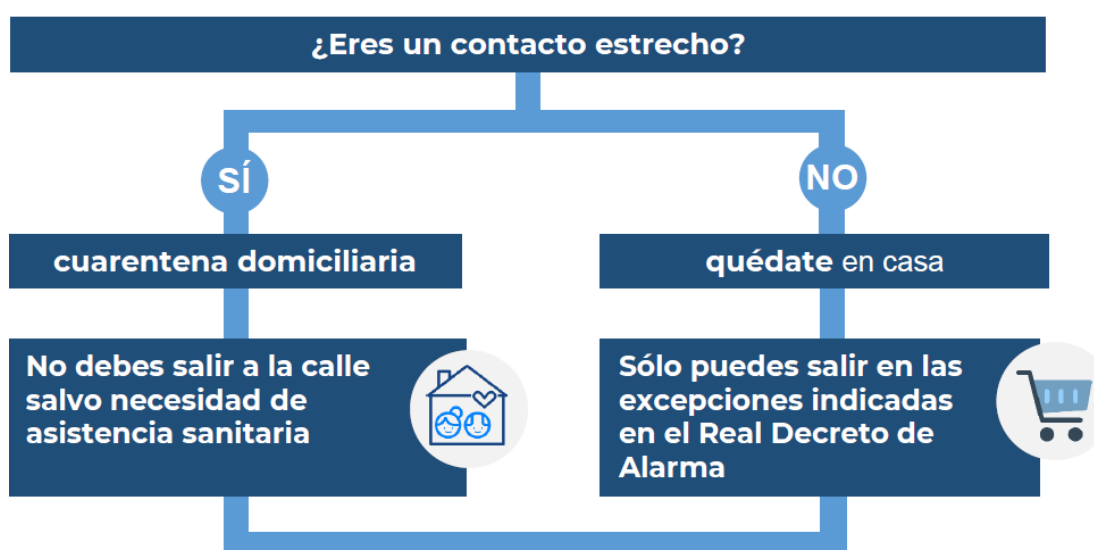 ¿Eres un contacto estrecho?
SÍ
NO
cuarentena domiciliaria
quédate en casa
No debes salir a la calle
salvo necesidad de
asistencia sanitaria
Sólo puedes salir en las
excepciones indicadas
en el Real Decreto de
Alarma